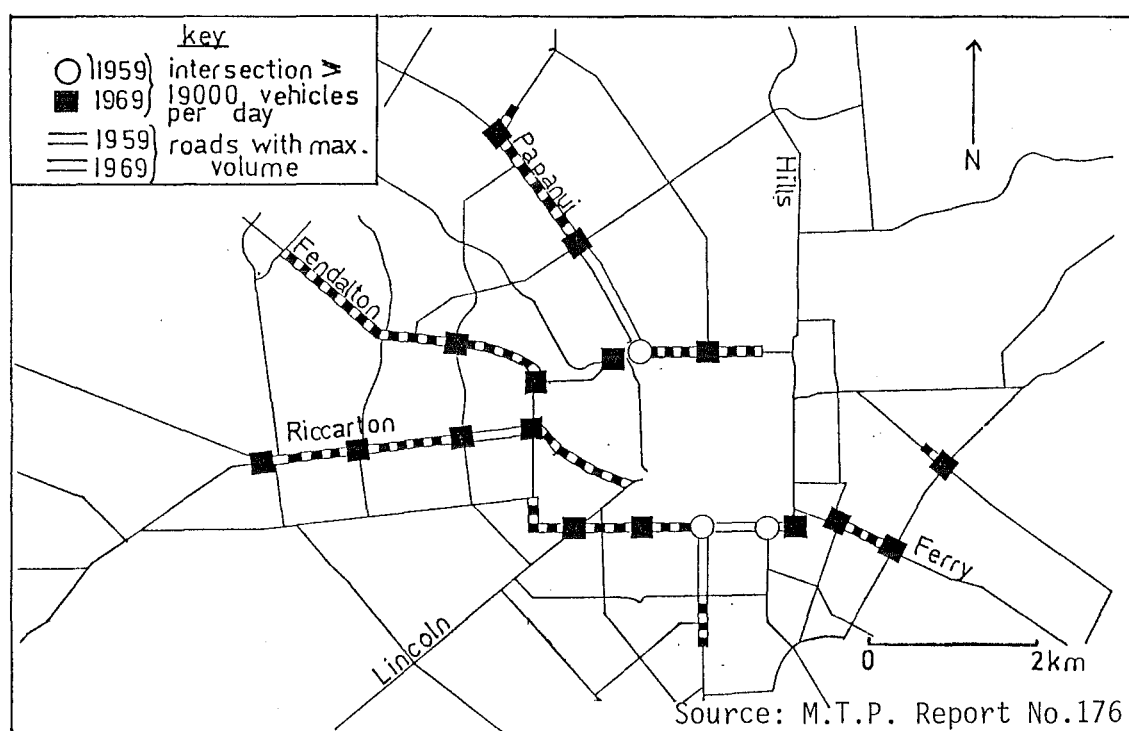 key
1959 intersection ≥
1969 19000 vehicles
per day
1959 roads with max.
1969 volume
Papanui
Hills
N
Fendalton
Riccarton
Ferry
Lincoln
0 2km
Source: M.T.P. Report No.176